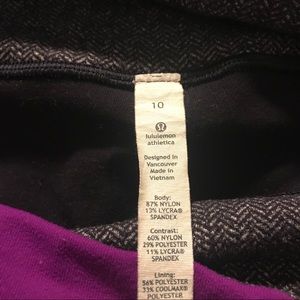 10
lululemon
athletica
Designed in
Vancouver
Made in
Vietnam
Body:
87% NYLON
13% LYCRA®
SPANDEX
Contrast:
60% NYLON
29% POLYESTER
11% LYCRA®
SPANDEX
Lining:
56% POLYESTER
33% COOLMAX®
POLYESTER